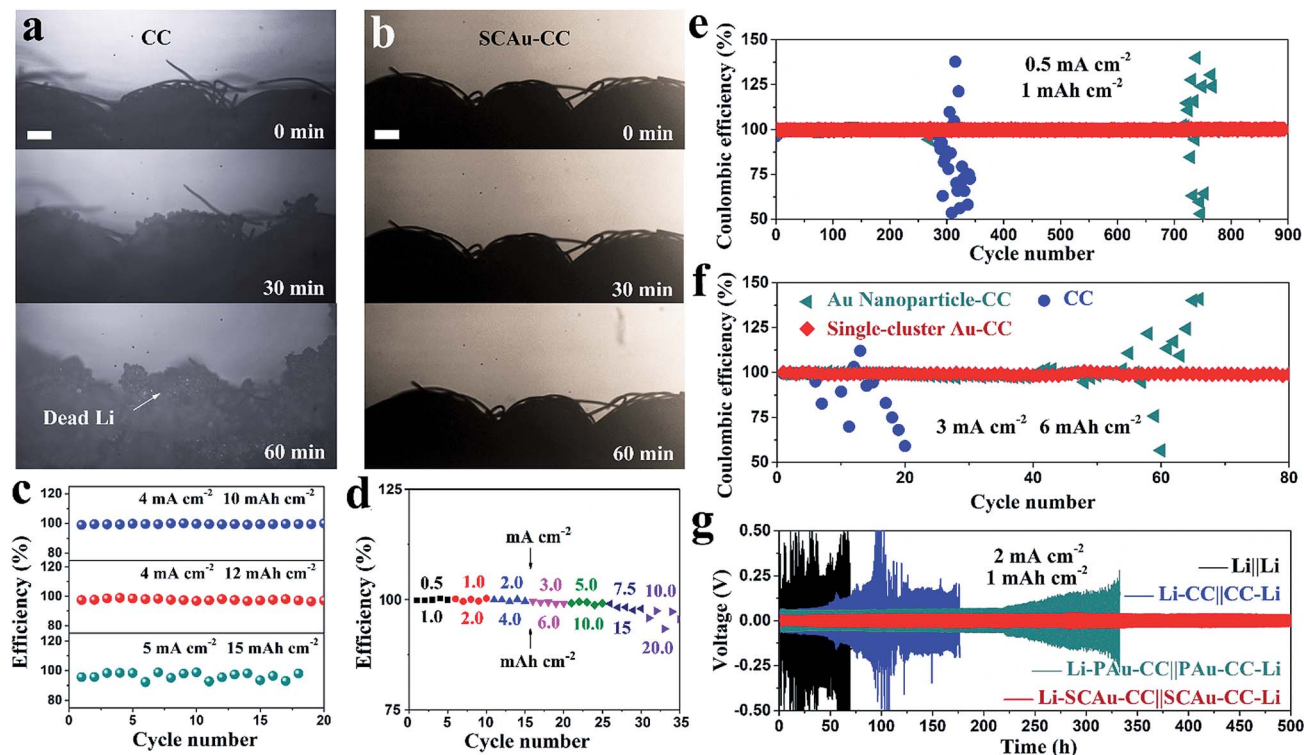 a
CC
0 min
30 min
Dead Li
60 min
b
SCAu-CC
0 min
30 min
60 min
c
4 mA cm⁻² 10 mAh cm⁻²
120
100
80
4 mA cm⁻² 12 mAh cm⁻²
120
100
80
5 mA cm⁻² 15 mAh cm⁻²
120
100
80
Efficiency (%)
0 5 10 15 20
Cycle number
d
125
100
75
Efficiency (%)
mA cm⁻²
0.5 1.0 2.0 3.0 5.0 7.5 10.0
1.0 2.0 4.0 6.0 10.0 15 20.0
mAh cm⁻²
0 5 10 15 20 25 30 35
Cycle number
e
Coulombic efficiency (%)
150
125
100
75
50
0.5 mA cm⁻²
1 mAh cm⁻²
0 100 200 300 400 500 600 700 800 900
Cycle number
f
Coulombic efficiency (%)
150
125
100
75
50
Au Nanoparticle-CC CC
Single-cluster Au-CC
3 mA cm⁻² 6 mAh cm⁻²
0 20 40 60 80
Cycle number
g
Voltage (V)
0.50
0.25
0.00
-0.25
-0.50
2 mA cm⁻²
1 mAh cm⁻²
Li||Li
Li-CC||CC-Li
Li-PAu-CC||PAu-CC-Li
Li-SCAu-CC||SCAu-CC-Li
0 50 100 150 200 250 300 350 400 450 500
Time (h)